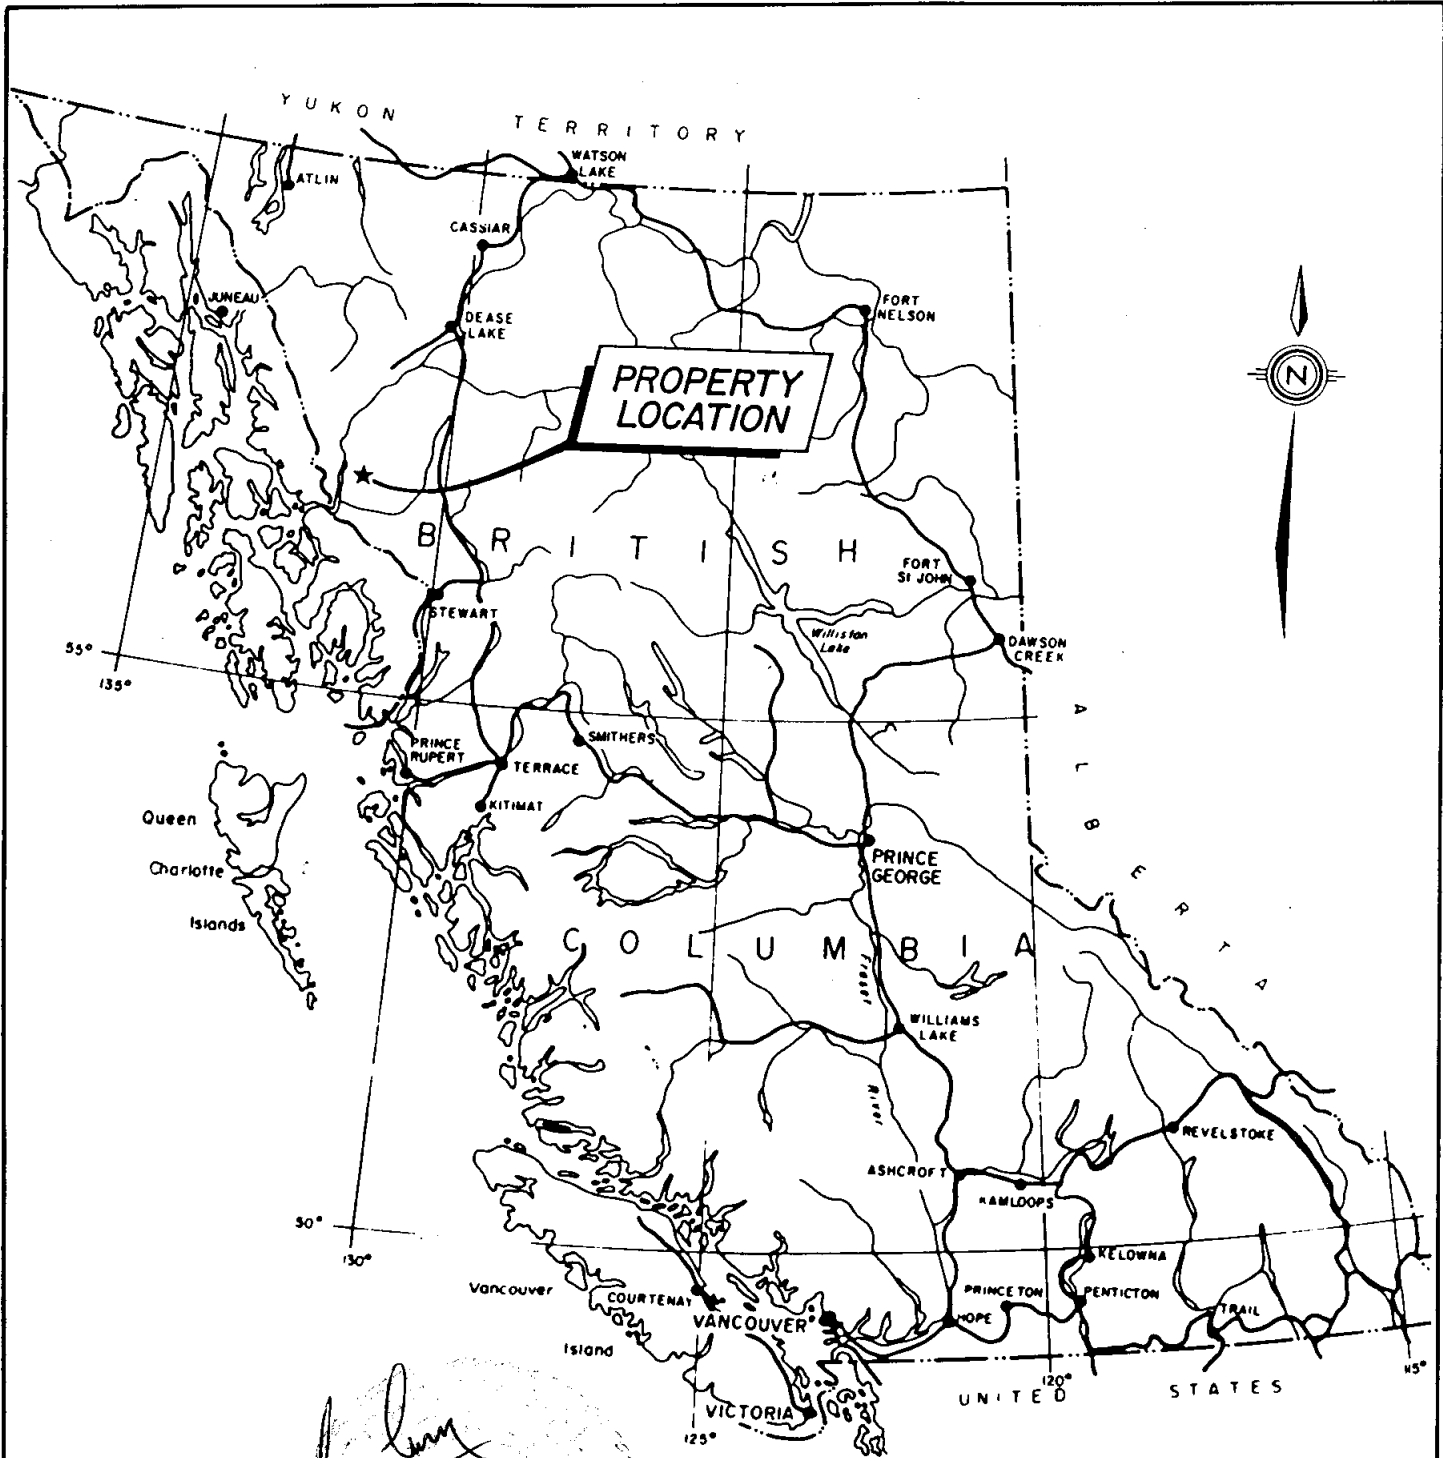 YUKON TERRITORY
WATSON
LAKE
ATLIN
CASSIAR
JUNEAU
DEASE
LAKE
FORT
NELSON
PROPERTY
LOCATION
N
BRITISH
FORT
St JOHN
STEWART
Williston
Lake
DAWSON
CREEK
55°
135°
ALBERTA
PRINCE
RUPERT
SMITHERS
TERRACE
KITIMAT
Queen
Charlotte
Islands
PRINCE
GEORGE
COLUMBIA
Fraser
River
WILLIAMS
LAKE
REVELSTOKE
ASHCROFT
KAMLOOPS
50°
130°
KELOWNA
Vancouver
Island
COURTENAY
PRINCETON
PENTICTON
VANCOUVER
HOPE
TRAIL
120°
115°
UNITED STATES
VICTORIA
125°